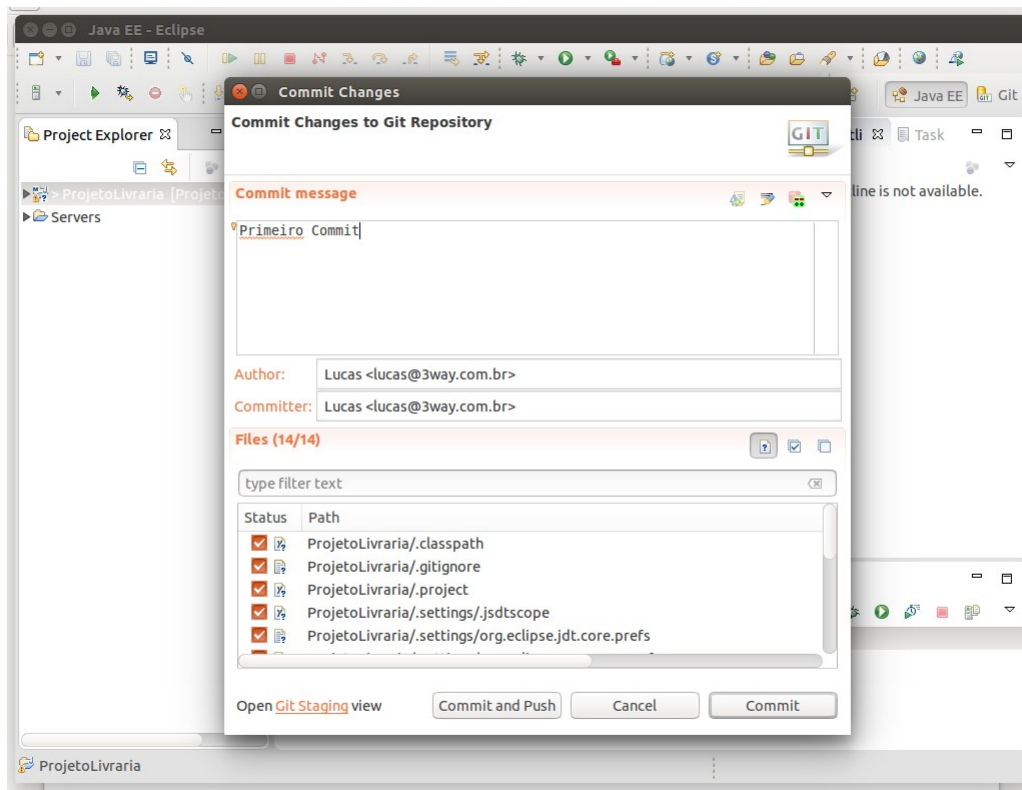 Java EE - Eclipse
Java EE
Git
Project Explorer
> ProjetoLivraria [Projeto
Servers
Commit Changes
Commit Changes to Git Repository
GIT
Commit message
Primeiro Commit
Author: Lucas <lucas@3way.com.br>
Committer: Lucas <lucas@3way.com.br>
Files (14/14)
type filter text
Status Path
ProjetoLivraria/.classpath
ProjetoLivraria/.gitignore
ProjetoLivraria/.project
ProjetoLivraria/.settings/.jsdtscope
ProjetoLivraria/.settings/org.eclipse.jdt.core.prefs
Open Git Staging view
Commit and Push
Cancel
Commit
tli
Task
line is not available.
ProjetoLivraria